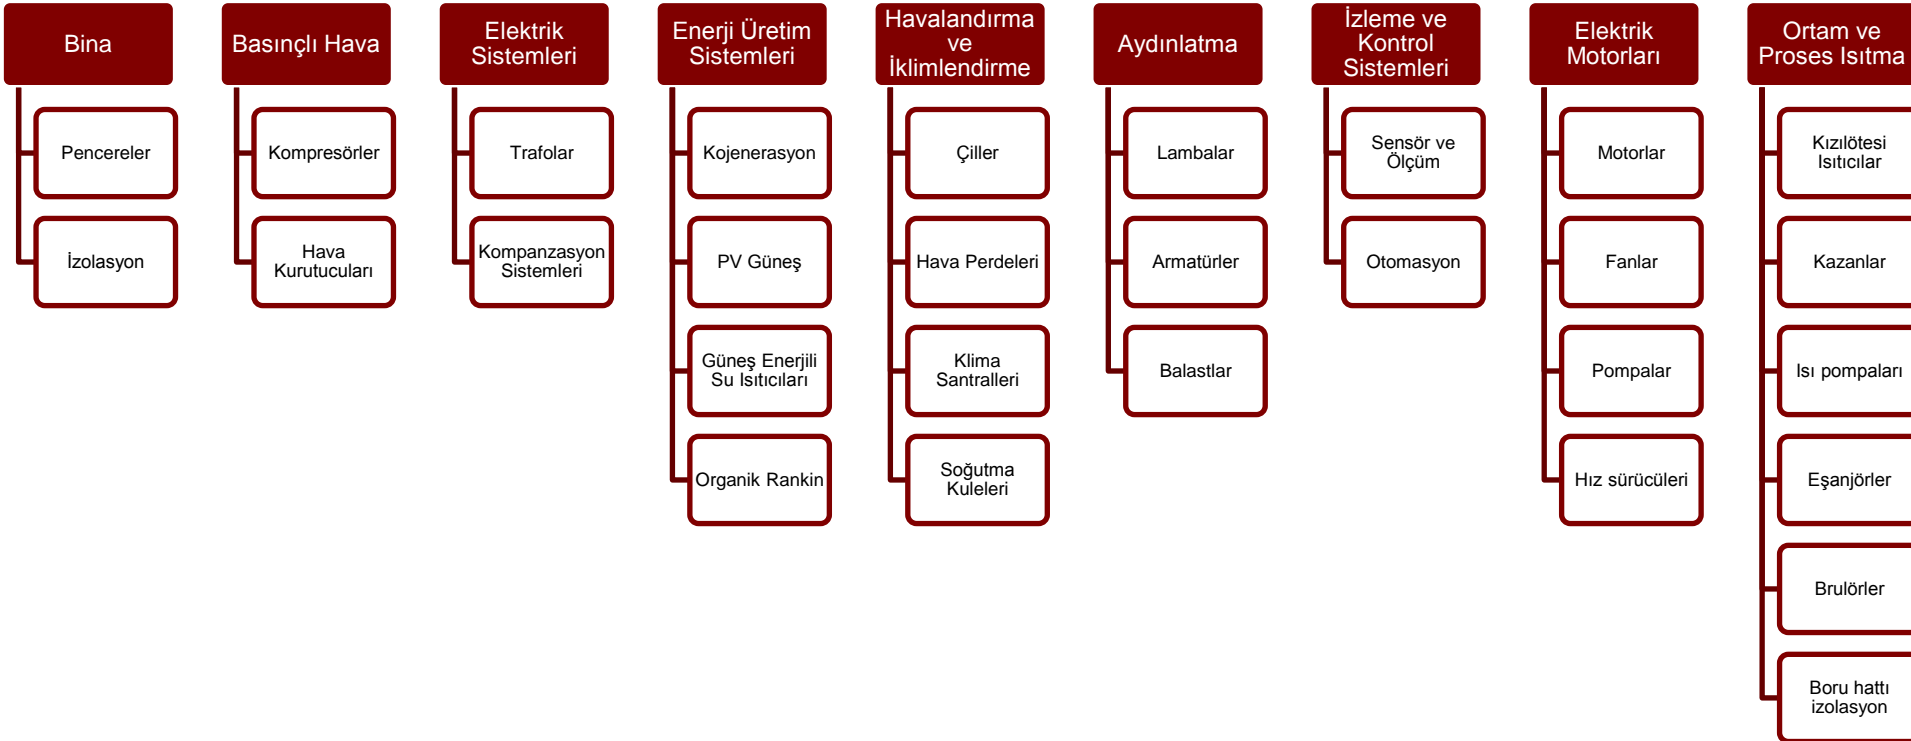 Bina
Pencereler
İzolasyon
Basınçlı Hava
Kompresörler
Hava
Kurutucuları
Elektrik
Sistemleri
Trafolar
Kompanzasyon
Sistemleri
Enerji Üretim
Sistemleri
Kojenerasyon
PV Güneş
Güneş Enerjili
Su Isıtıcıları
Organik Rankin
Havalandırma
ve
İklimlendirme
Çiller
Hava Perdeleri
Klima
Santralleri
Soğutma
Kuleleri
Aydınlatma
Lambalar
Armatürler
Balastlar
İzleme ve
Kontrol
Sistemleri
Sensör ve
Ölçüm
Otomasyon
Elektrik
Motorları
Motorlar
Fanlar
Pompalar
Hız sürücüleri
Ortam ve
Proses Isıtma
Kızılötesi
Isıtıcılar
Kazanlar
Isı pompaları
Eşanjörler
Brulörler
Boru hattı
izolasyon